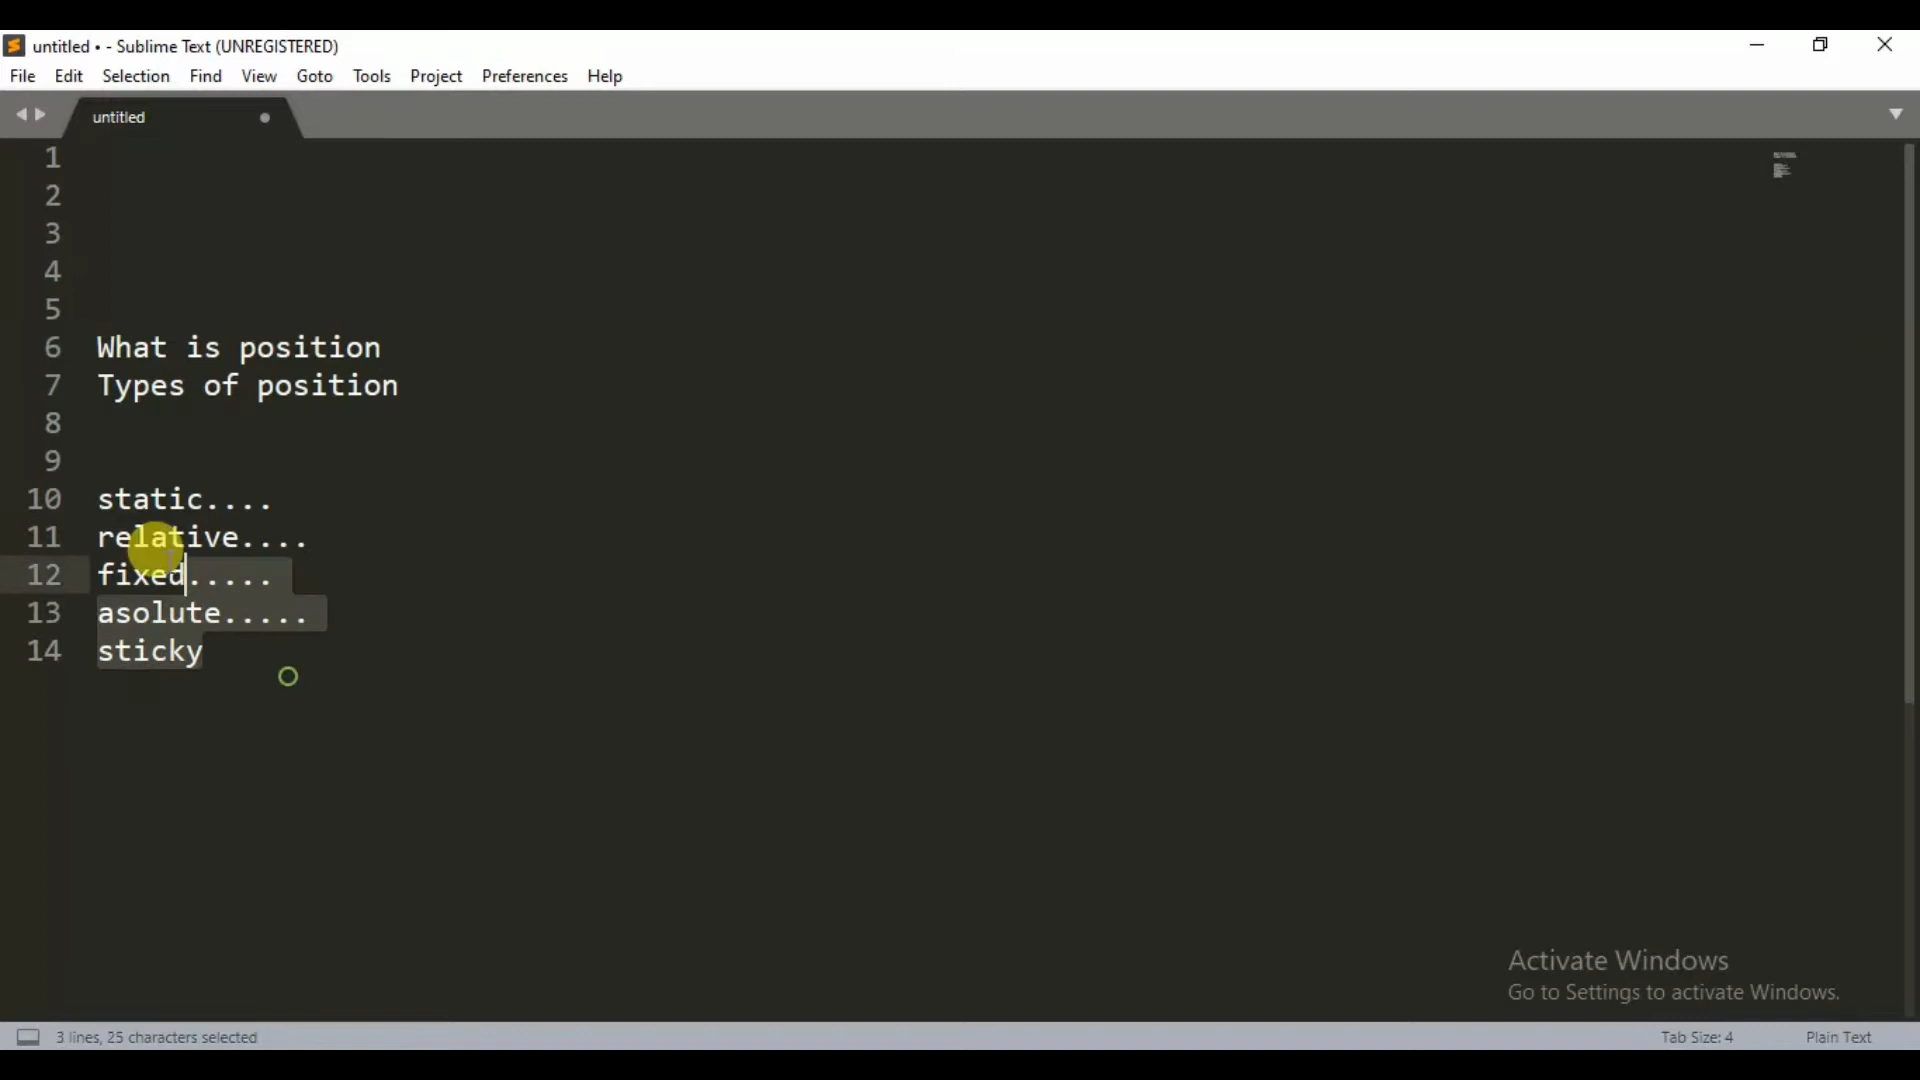 untitled • - Sublime Text (UNREGISTERED)
File Edit Selection Find View Goto Tools Project Preferences Help
untitled
1
2
3
4
5
6 What is position
7 Types of position
8
9
10 static....
11 relative....
12 fixed.....
13 asolute.....
14 sticky
Activate Windows
Go to Settings to activate Windows.
3 lines, 25 characters selected Tab Size: 4 Plain Text